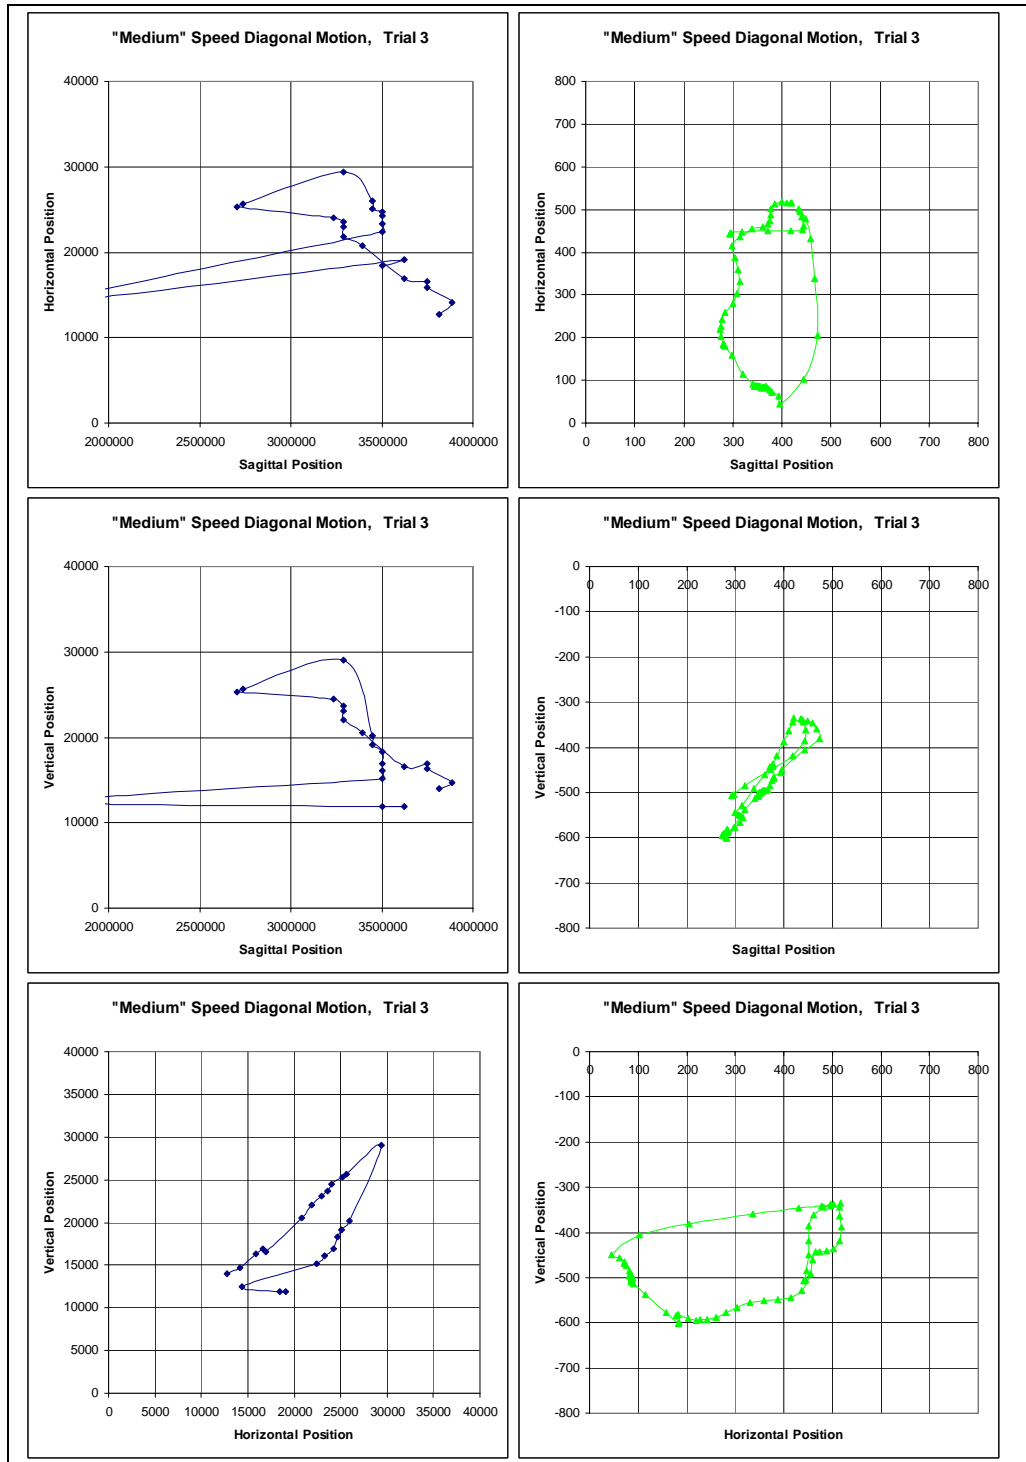 "Medium" Speed Diagonal Motion, Trial 3
40000
30000
20000
10000
0
Horizontal Position
2000000 2500000 3000000 3500000 4000000
Sagittal Position
"Medium" Speed Diagonal Motion, Trial 3
800
700
600
500
400
300
200
100
0
Horizontal Position
0 100 200 300 400 500 600 700 800
Sagittal Position
"Medium" Speed Diagonal Motion, Trial 3
40000
30000
20000
10000
0
Vertical Position
2000000 2500000 3000000 3500000 4000000
Sagittal Position
"Medium" Speed Diagonal Motion, Trial 3
0
0 100 200 300 400 500 600 700 800
-100
-200
-300
-400
-500
-600
-700
-800
Vertical Position
Sagittal Position
"Medium" Speed Diagonal Motion, Trial 3
40000
35000
30000
25000
20000
15000
10000
5000
0
Vertical Position
0 5000 10000 15000 20000 25000 30000 35000 40000
Horizontal Position
"Medium" Speed Diagonal Motion, Trial 3
0
0 100 200 300 400 500 600 700 800
-100
-200
-300
-400
-500
-600
-700
-800
Vertical Position
Horizontal Position